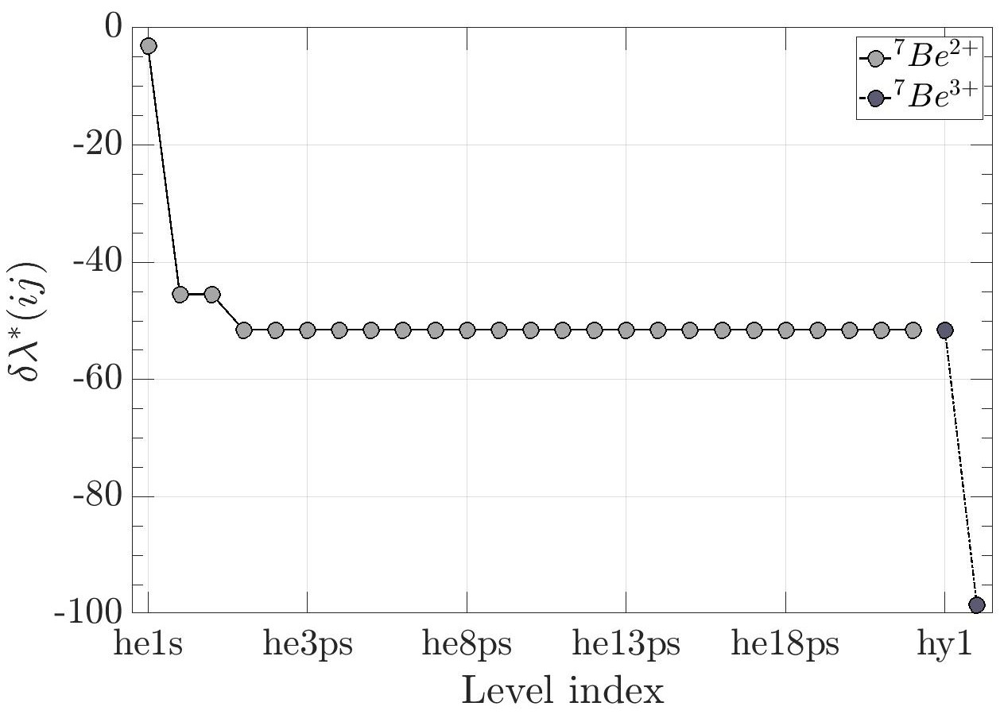 0
-20
-40
-60
-80
-100
δλ*(ij)
⁷Be²⁺
⁷Be³⁺
he1s he3ps he8ps he13ps he18ps hy1
Level index